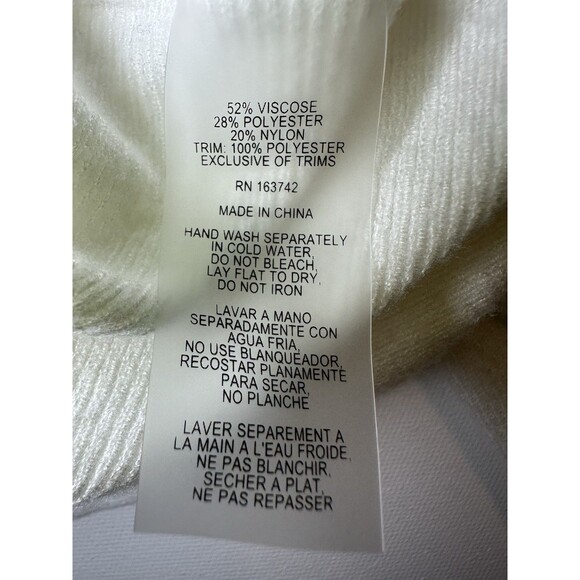 52% VISCOSE
28% POLYESTER
20% NYLON
TRIM: 100% POLYESTER
EXCLUSIVE OF TRIMS
RN 163742
MADE IN CHINA
HAND WASH SEPARATELY
IN COLD WATER,
DO NOT BLEACH,
LAY FLAT TO DRY,
DO NOT IRON
LAVAR A MANO
SEPARADAMENTE CON
AGUA FRIA,
NO USE BLANQUEADOR,
RECOSTAR PLANAMENTE
PARA SECAR,
NO PLANCHE
LAVER SEPAREMENT A
LA MAIN A L'EAU FROIDE,
NE PAS BLANCHIR,
SECHER A PLAT,
NE PAS REPASSER